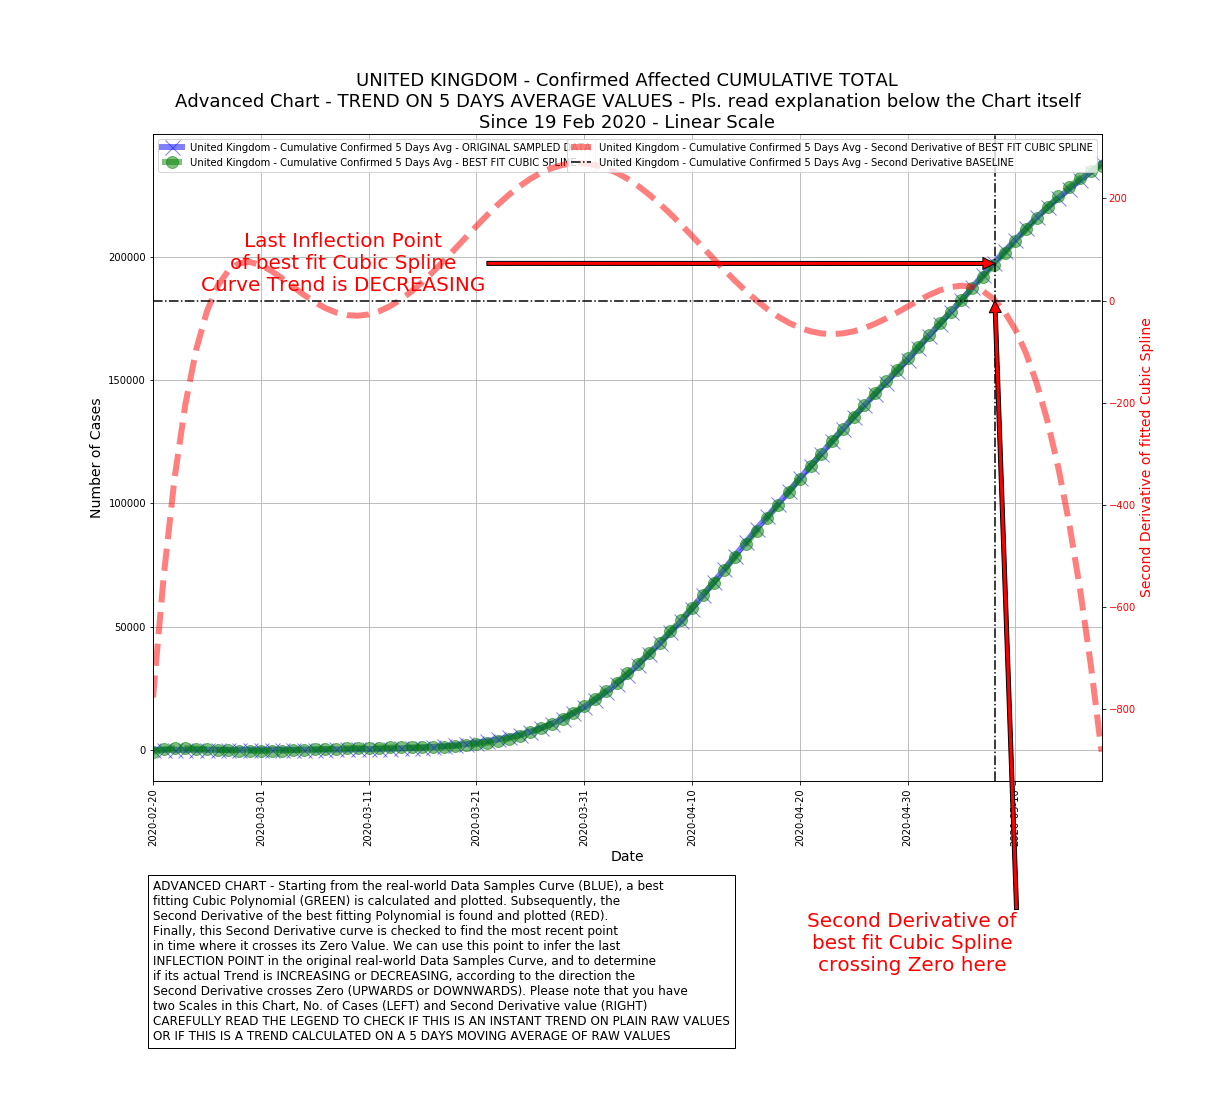 UNITED KINGDOM - Confirmed Affected CUMULATIVE TOTAL
Advanced Chart - TREND ON 5 DAYS AVERAGE VALUES - Pls. read explanation below the Chart itself
Since 19 Feb 2020 - Linear Scale
United Kingdom - Cumulative Confirmed 5 Days Avg - ORIGINAL SAMPLED
United Kingdom - Cumulative Confirmed 5 Days Avg - BEST FIT CUBIC SPLINE
United Kingdom - Cumulative Confirmed 5 Days Avg - Second Derivative of BEST FIT CUBIC SPLINE
United Kingdom - Cumulative Confirmed 5 Days Avg - Second Derivative BASELINE
Last Inflection Point
of best fit Cubic Spline
Curve Trend is DECREASING
Number of Cases
200000
150000
100000
50000
0
200
0
−200
−400
−600
−800
Second Derivative of fitted Cubic Spline
2020-02-20
2020-03-01
2020-03-11
2020-03-21
2020-03-31
2020-04-10
2020-04-20
2020-04-30
2020-05-10
Date
ADVANCED CHART - Starting from the real-world Data Samples Curve (BLUE), a best
fitting Cubic Polynomial (GREEN) is calculated and plotted. Subsequently, the
Second Derivative of the best fitting Polynomial is found and plotted (RED).
Finally, this Second Derivative curve is checked to find the most recent point
in time where it crosses its Zero Value. We can use this point to infer the last
INFLECTION POINT in the original real-world Data Samples Curve, and to determine
if its actual Trend is INCREASING or DECREASING, according to the direction the
Second Derivative crosses Zero (UPWARDS or DOWNWARDS). Please note that you have
two Scales in this Chart, No. of Cases (LEFT) and Second Derivative value (RIGHT)
CAREFULLY READ THE LEGEND TO CHECK IF THIS IS AN INSTANT TREND ON PLAIN RAW VALUES
OR IF THIS IS A TREND CALCULATED ON A 5 DAYS MOVING AVERAGE OF RAW VALUES
Second Derivative of
best fit Cubic Spline
crossing Zero here